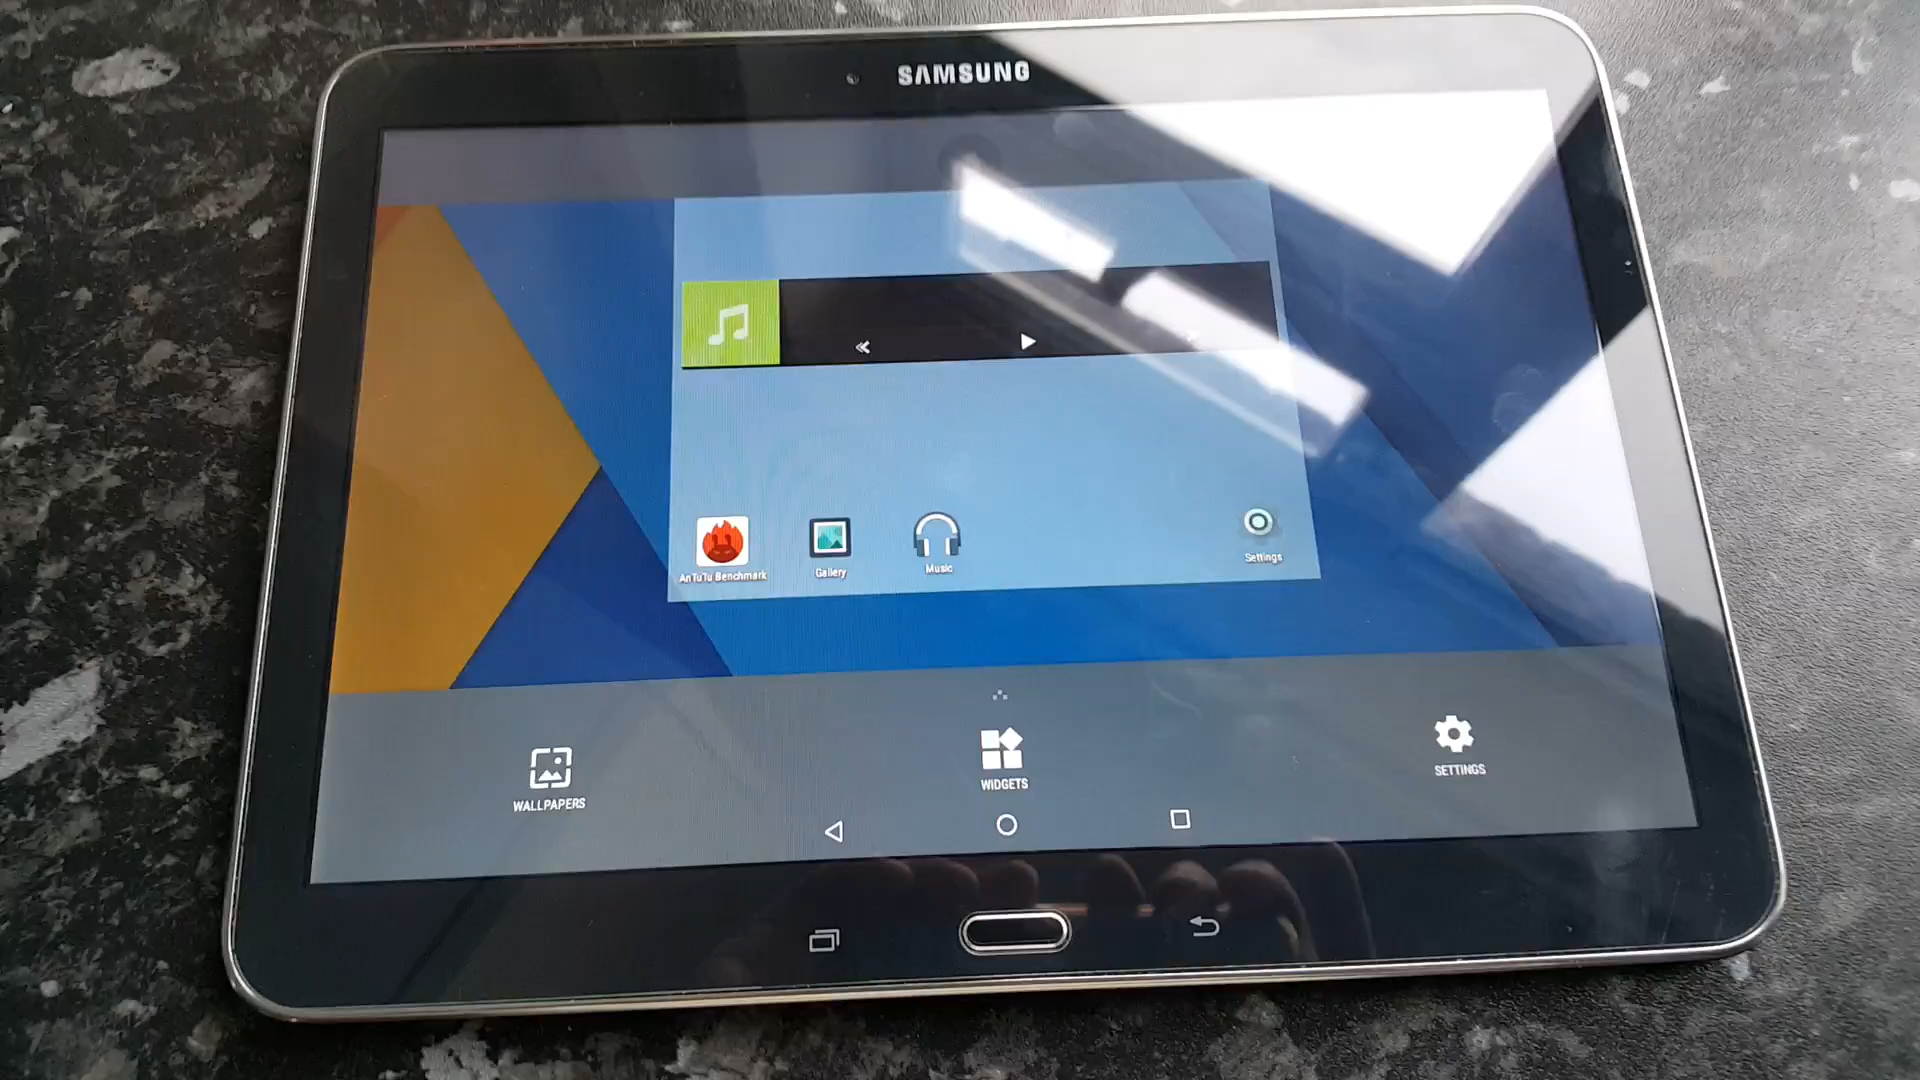 SAMSUNG
AnTuTu Benchmark
Gallery
Music
Settings
WALLPAPERS
WIDGETS
SETTINGS